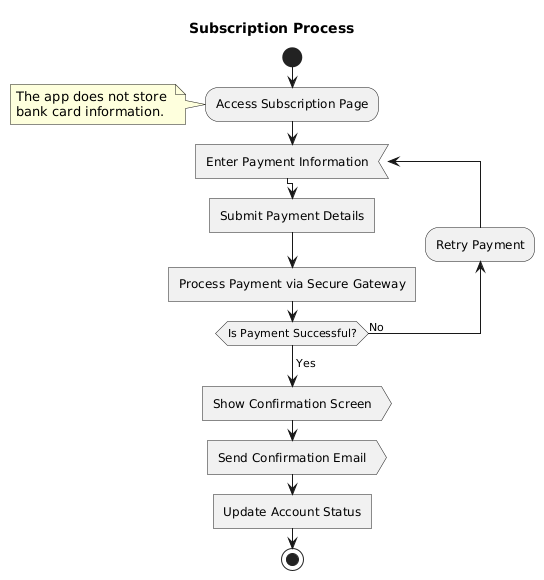 Subscription Process
The app does not store
bank card information.
Access Subscription Page
Enter Payment Information
Submit Payment Details
Retry Payment
Process Payment via Secure Gateway
Is Payment Successful?
No
Yes
Show Confirmation Screen
Send Confirmation Email
Update Account Status